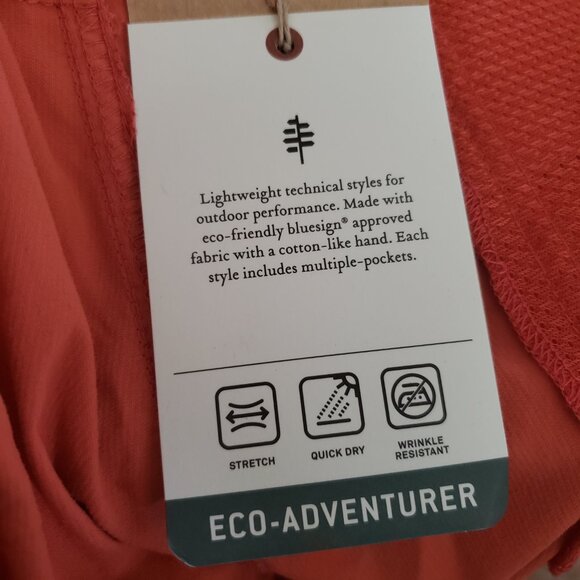 Lightweight technical styles for
outdoor performance. Made with
eco-friendly bluesign® approved
fabric with a cotton-like hand. Each
style includes multiple-pockets.
STRETCH
QUICK DRY
WRINKLE
RESISTANT
ECO-ADVENTURER